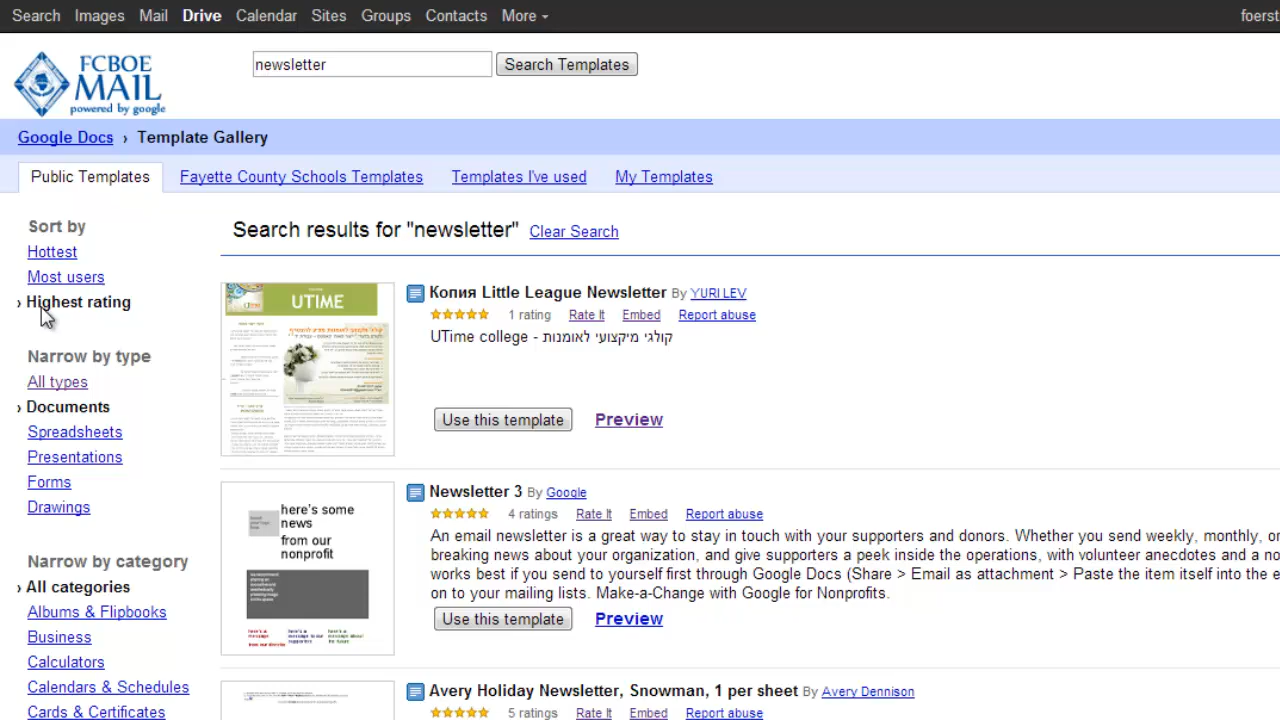 Search Images Mail Drive Calendar Sites Groups Contacts More foerst
FCBOE
MAIL
powered by google
newsletter Search Templates
Google Docs › Template Gallery
Public Templates Fayette County Schools Templates Templates I've used My Templates
Sort by
Hottest
Most users
› Highest rating
Narrow by type
All types
› Documents
Spreadsheets
Presentations
Forms
Drawings
Narrow by category
› All categories
Albums & Flipbooks
Business
Calculators
Calendars & Schedules
Cards & Certificates
Search results for "newsletter" Clear Search
UTIME
Копия Little League Newsletter By YURI LEV
1 rating Rate It Embed Report abuse
UTime college - קולג'י מיקצועי לאומנות
Use this template Preview
here's some
news
from our
nonprofit
Newsletter 3 By Google
4 ratings Rate It Embed Report abuse
An email newsletter is a great way to stay in touch with your supporters and donors. Whether you send weekly, monthly, or
breaking news about your organization, and give supporters a peek inside the operations, with volunteer anecdotes and a no
works best if you send to yourself first through Google Docs (Share > Email as attachment > Paste the item itself into the e
on to your mailing lists. Make-a-Change with Google for Nonprofits.
Use this template Preview
Avery Holiday Newsletter, Snowman, 1 per sheet By Avery Dennison
5 ratings Rate It Embed Report abuse